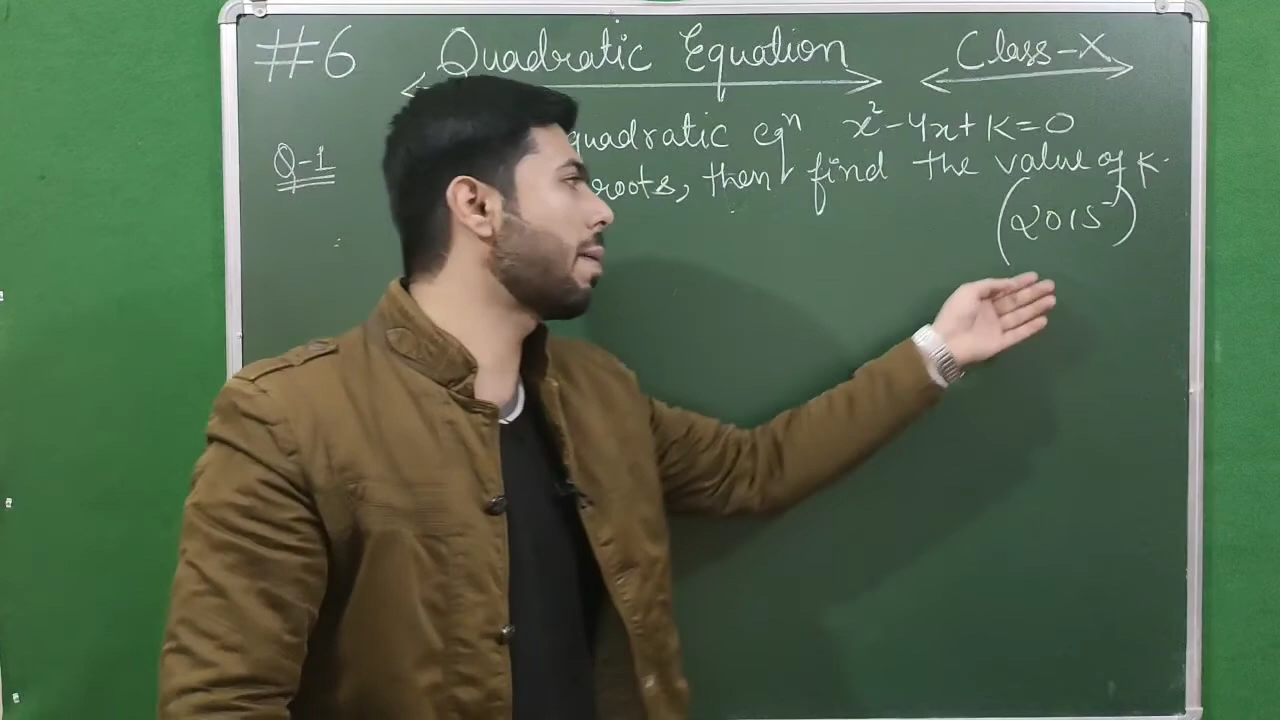 #6 Quadratic Equation Class-X
Q-1 quadratic eqⁿ x²-4x+K=0
roots, then find the value of K.
(2015)